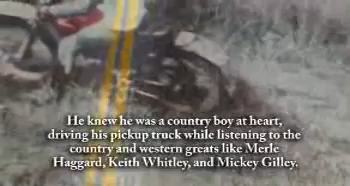 He knew he was a country boy at heart,
driving his pickup truck while listening to the
country and western greats like Merle
Haggard, Keith Whitley, and Mickey Gilley.